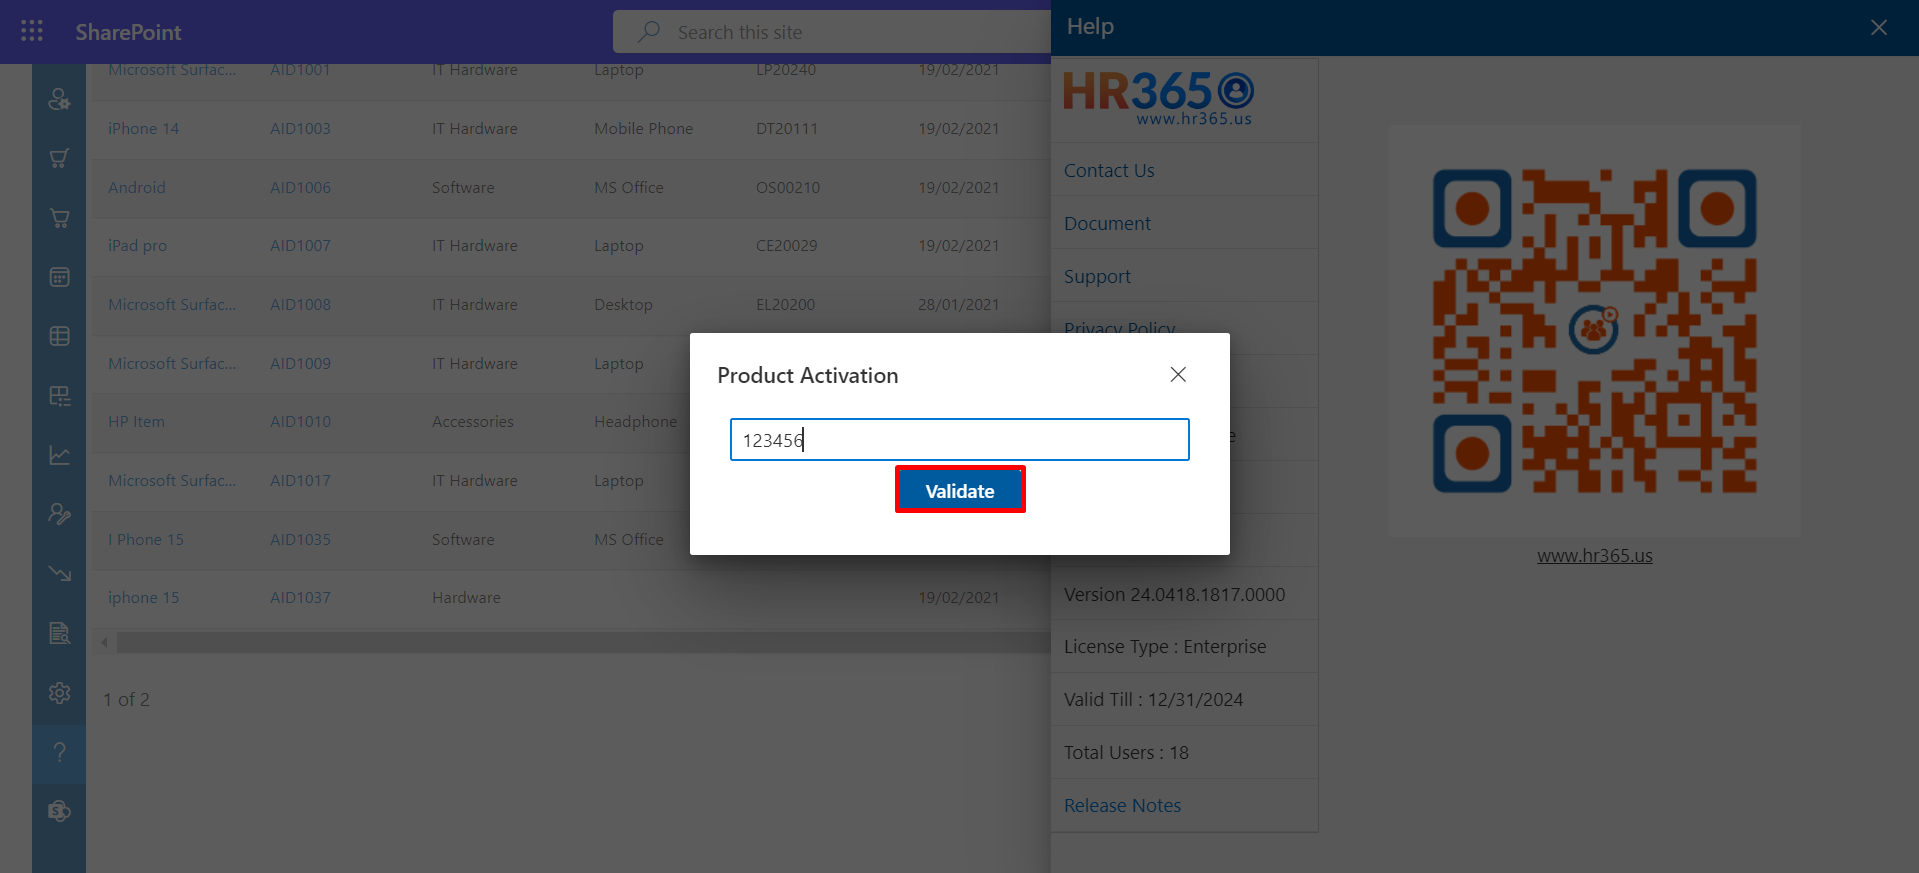 SharePoint
Search this site
Help
Microsoft Surfac... AID1001 IT Hardware Laptop LP20240 19/02/2021
iPhone 14 AID1003 IT Hardware Mobile Phone DT20111 19/02/2021
Android AID1006 Software MS Office OS00210 19/02/2021
iPad pro AID1007 IT Hardware Laptop CE20029 19/02/2021
Microsoft Surfac... AID1008 IT Hardware Desktop EL20200 28/01/2021
Microsoft Surfac... AID1009 IT Hardware Laptop
HP Item AID1010 Accessories Headphone
Microsoft Surfac... AID1017 IT Hardware Laptop
I Phone 15 AID1035 Software MS Office
iphone 15 AID1037 Hardware 19/02/2021
1 of 2
Product Activation
123456
Validate
HR365
www.hr365.us
Contact Us
Document
Support
Privacy Policy
e
Version 24.0418.1817.0000
License Type : Enterprise
Valid Till : 12/31/2024
Total Users : 18
Release Notes
www.hr365.us